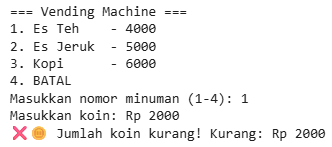 === Vending Machine ===
1. Es Teh    - 4000
2. Es Jeruk  - 5000
3. Kopi      - 6000
4. BATAL
Masukkan nomor minuman (1-4): 1
Masukkan koin: Rp 2000
❌🪙 Jumlah koin kurang! Kurang: Rp 2000